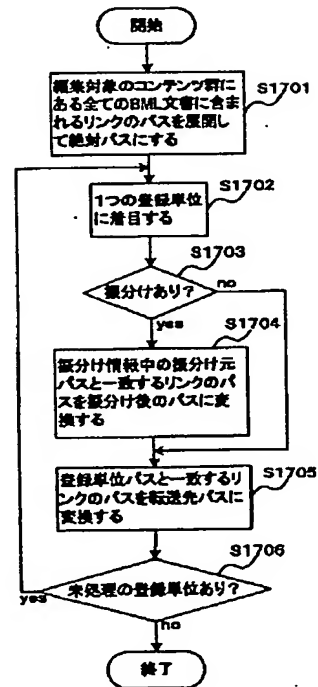 開始
S1701
編集対象のコンテンツ群に
ある全てのBML文書に含ま
れるリンクのパスを展開し
て絶対パスにする
S1702
1つの登録単位
に着目する
S1703
振分けあり?
no
yes
S1704
振分け情報中の振分け元
パスと一致するリンクのパ
スを振分け後のパスに変
換する
S1705
登録単位パスと一致するリ
ンクのパスを転送先パスに
変換する
S1706
未処理の登録単位あり?
yes
no
終了